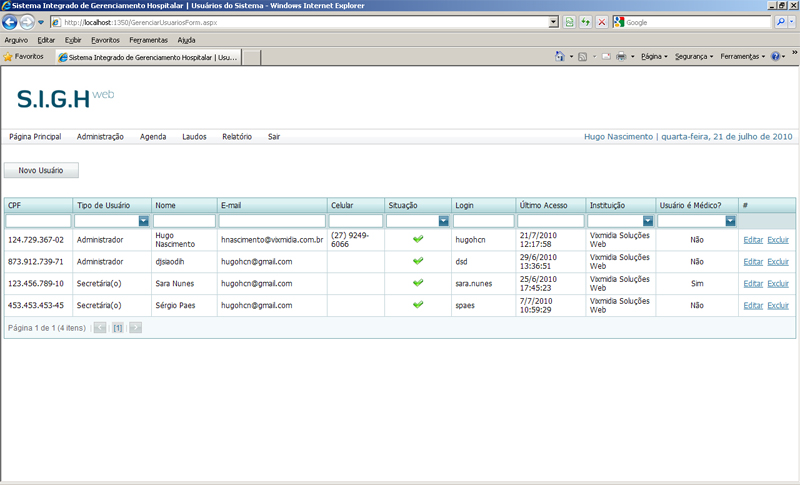 Sistema Integrado de Gerenciamento Hospitalar | Usuários do Sistema - Windows Internet Explorer
http://localhost:1350/GerenciarUsuariosForm.aspx
Google
Arquivo Editar Exibir Favoritos Ferramentas Ajuda
Favoritos Sistema Integrado de Gerenciamento Hospitalar | Usu... Página Segurança Ferramentas
S.I.G.H web
Página Principal Administração Agenda Laudos Relatório Sair Hugo Nascimento | quarta-feira, 21 de julho de 2010
Novo Usuário
CPF Tipo de Usuário Nome E-mail Celular Situação Login Último Acesso Instituição Usuário é Médico? #
124.729.367-02 Administrador Hugo Nascimento hnascimento@vixmidia.com.br (27) 9249-6066 hugohcn 21/7/2010 12:17:58 Vixmidia Soluções Web Não Editar Excluir
873.912.739-71 Administrador djsiaodih hugohcn@gmail.com dsd 29/6/2010 13:36:51 Vixmidia Soluções Web Não Editar Excluir
123.456.789-10 Secretária(o) Sara Nunes hugohcn@gmail.com sara.nunes 25/6/2010 17:45:23 Vixmidia Soluções Web Sim Editar Excluir
453.453.453-45 Secretária(o) Sérgio Paes hugohcn@gmail.com spaes 7/7/2010 10:59:29 Vixmidia Soluções Web Não Editar Excluir
Página 1 de 1 (4 itens) < [1] >